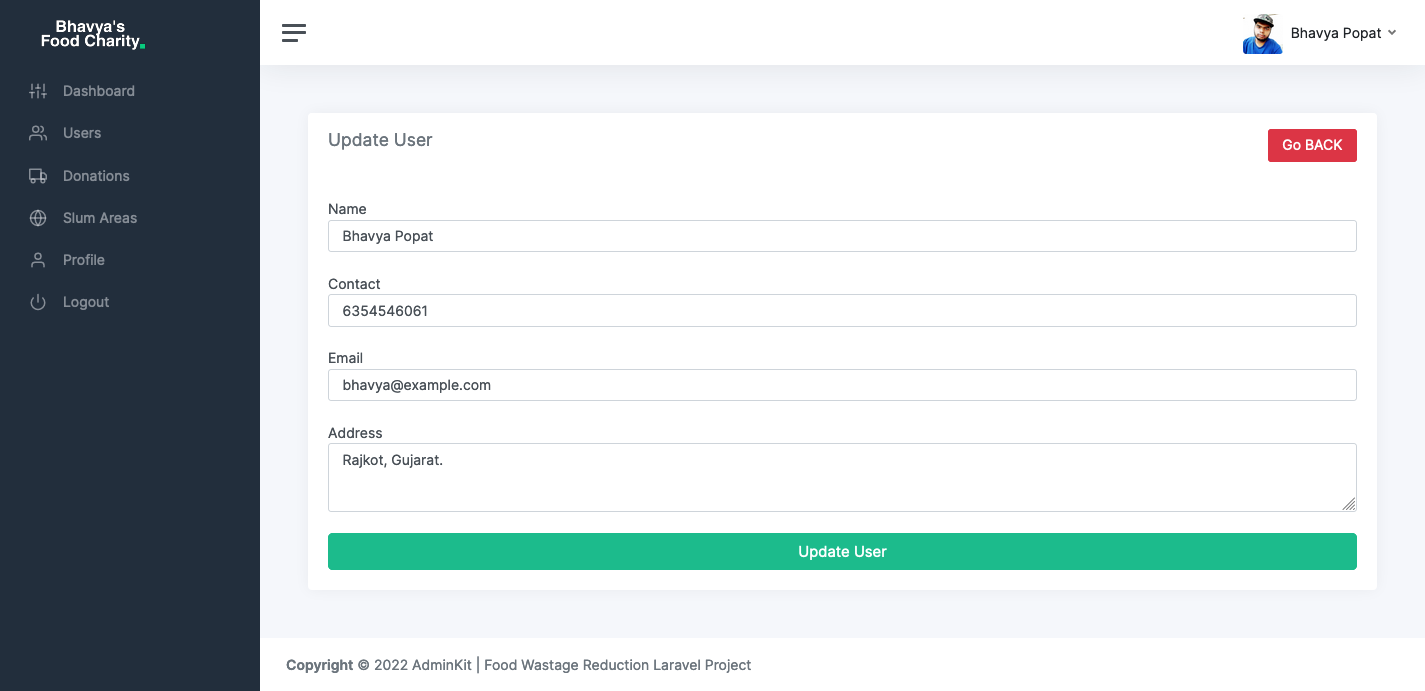 Bhavya's
Food Charity.
Dashboard
Users
Donations
Slum Areas
Profile
Logout
Bhavya Popat
Update User
Go BACK
Name
Bhavya Popat
Contact
6354546061
Email
bhavya@example.com
Address
Rajkot, Gujarat.
Update User
Copyright © 2022 AdminKit | Food Wastage Reduction Laravel Project